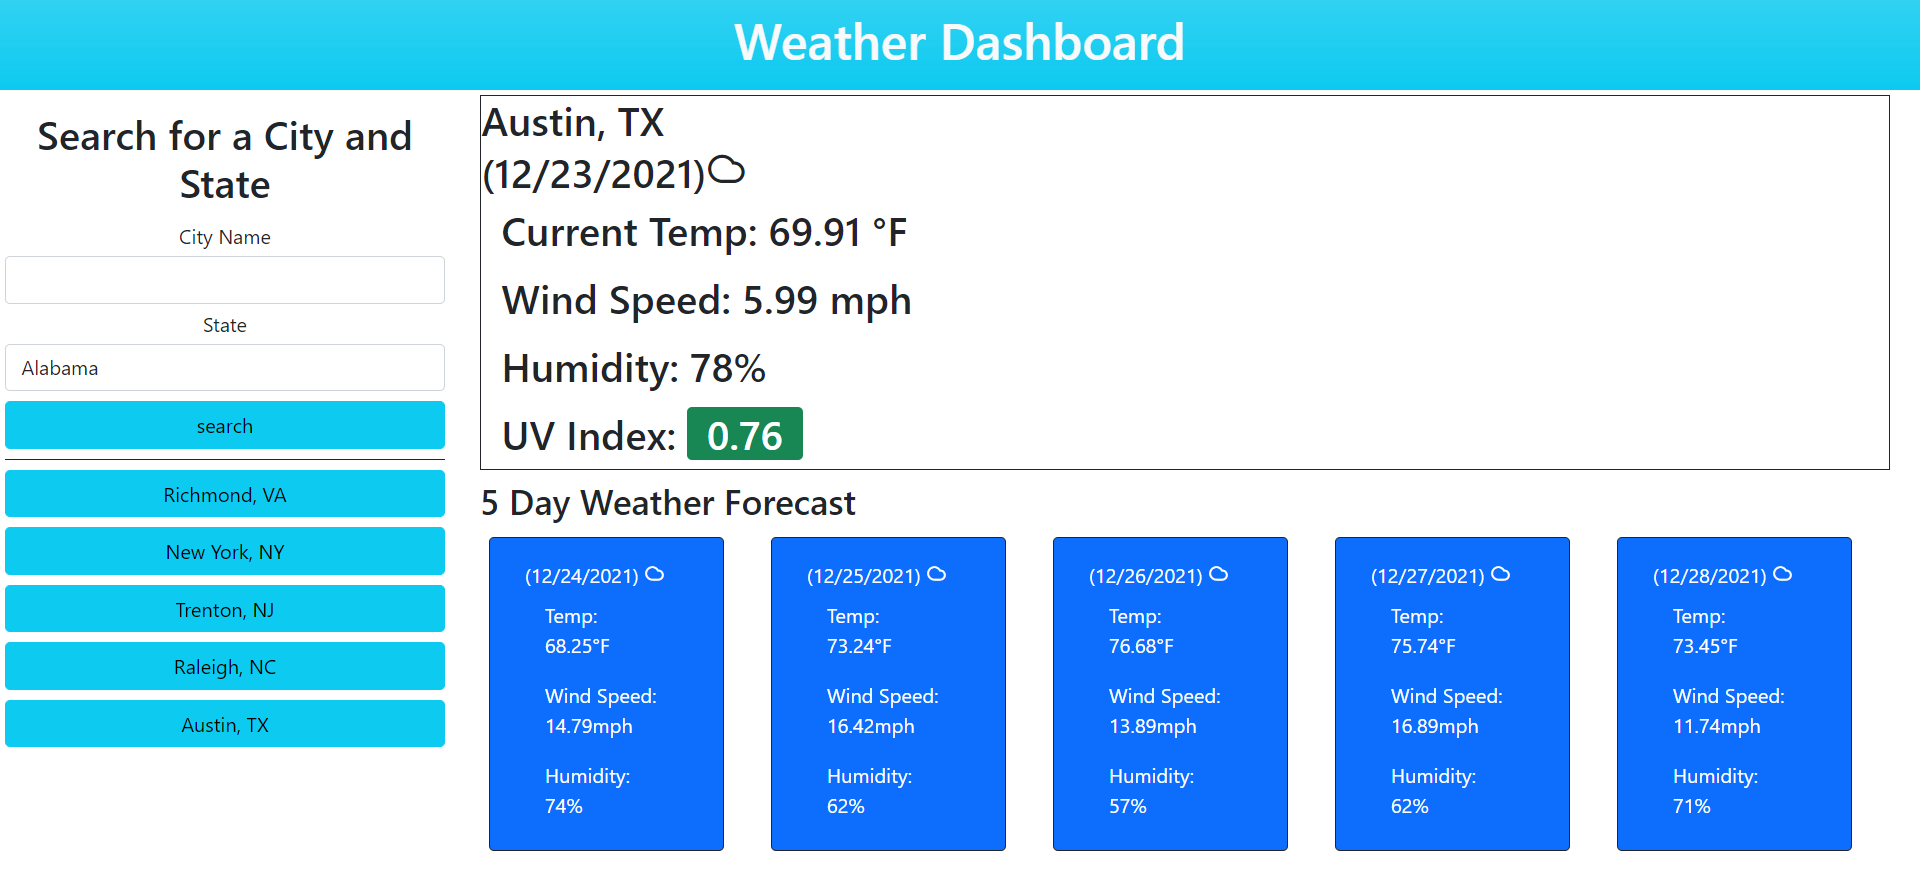 Weather Dashboard
Search for a City and
State
City Name
State
Alabama
search
Richmond, VA
New York, NY
Trenton, NJ
Raleigh, NC
Austin, TX
Austin, TX
(12/23/2021)
Current Temp: 69.91 °F
Wind Speed: 5.99 mph
Humidity: 78%
UV Index: 0.76
5 Day Weather Forecast
(12/24/2021)
Temp:
68.25°F
Wind Speed:
14.79mph
Humidity:
74%
(12/25/2021)
Temp:
73.24°F
Wind Speed:
16.42mph
Humidity:
62%
(12/26/2021)
Temp:
76.68°F
Wind Speed:
13.89mph
Humidity:
57%
(12/27/2021)
Temp:
75.74°F
Wind Speed:
16.89mph
Humidity:
62%
(12/28/2021)
Temp:
73.45°F
Wind Speed:
11.74mph
Humidity:
71%